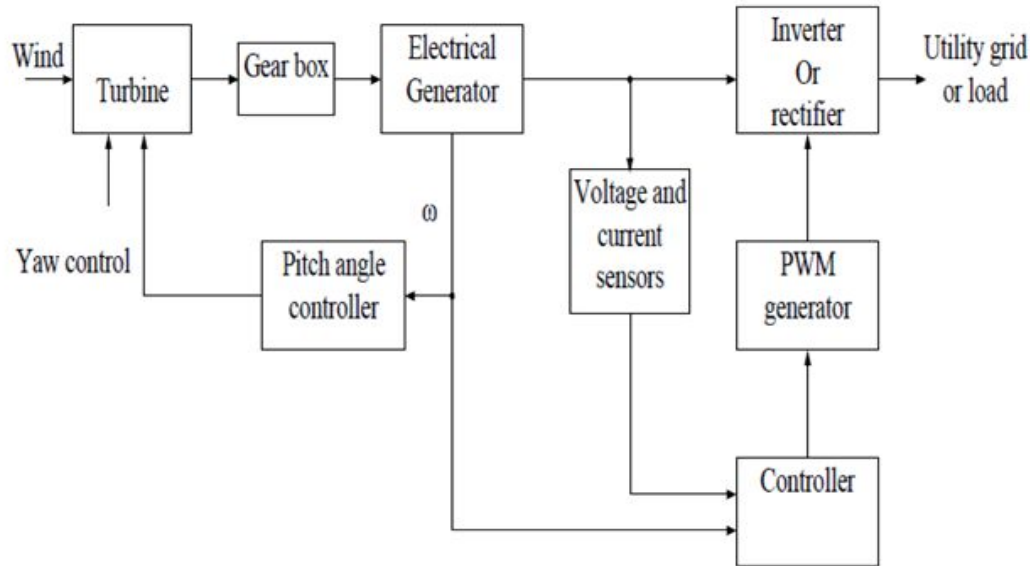 Wind
Turbine
Gear box
Electrical
Generator
Inverter
Or
rectifier
Utility grid
or load
ω
Voltage and
current
sensors
Yaw control
Pitch angle
controller
PWM
generator
Controller